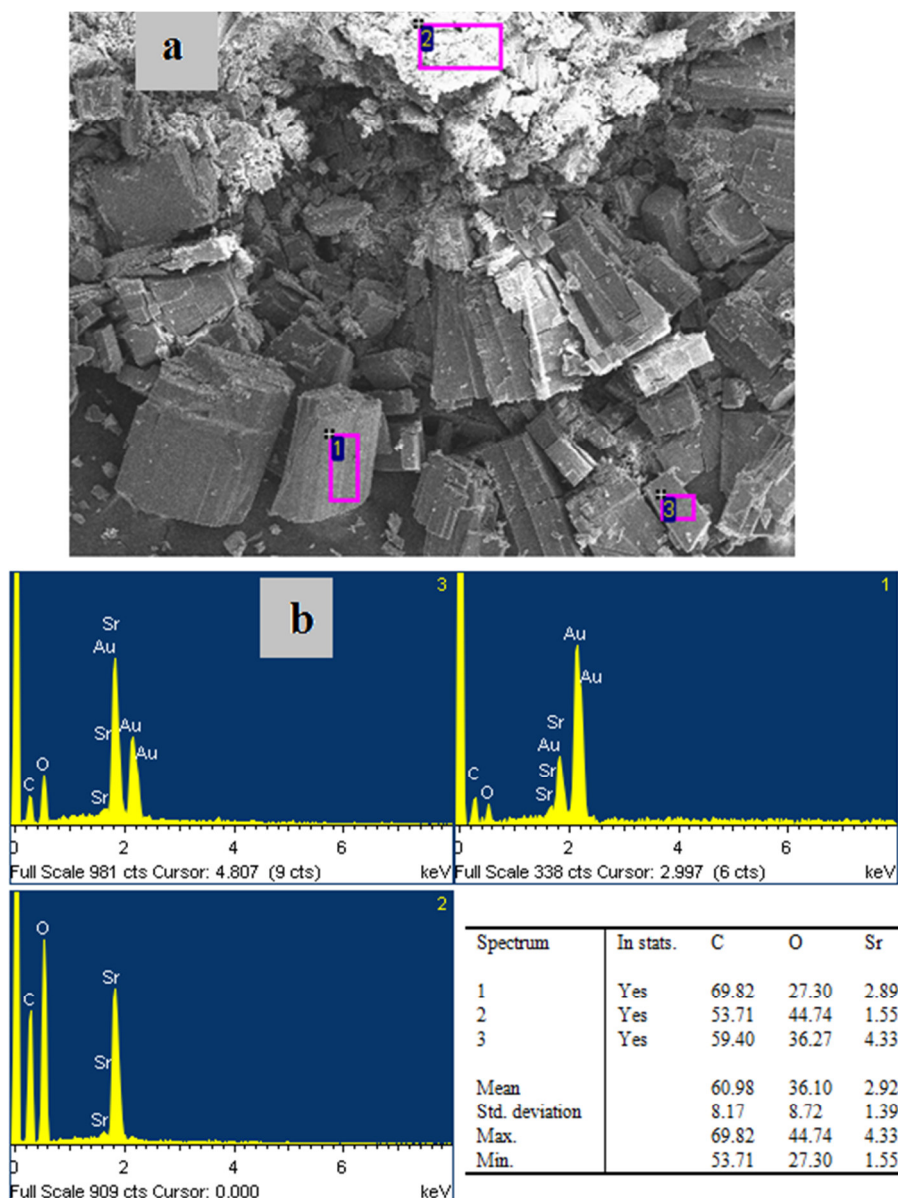 a
2
1
3
b
3
Sr
Au
Sr Au
Au
O
C
Sr
0 2 4 6
Full Scale 981 cts Cursor: 4.807 (9 cts) keV
1
Au
Au
Sr
Au
C Sr
O Sr
0 2 4 6
Full Scale 338 cts Cursor: 2.997 (6 cts) keV
2
O
Sr
C
Sr
Sr
0 2 4 6
Full Scale 909 cts Cursor: 0.000 keV
Spectrum In stats. C O Sr
1 Yes 69.82 27.30 2.89
2 Yes 53.71 44.74 1.55
3 Yes 59.40 36.27 4.33
Mean 60.98 36.10 2.92
Std. deviation 8.17 8.72 1.39
Max. 69.82 44.74 4.33
Min. 53.71 27.30 1.55